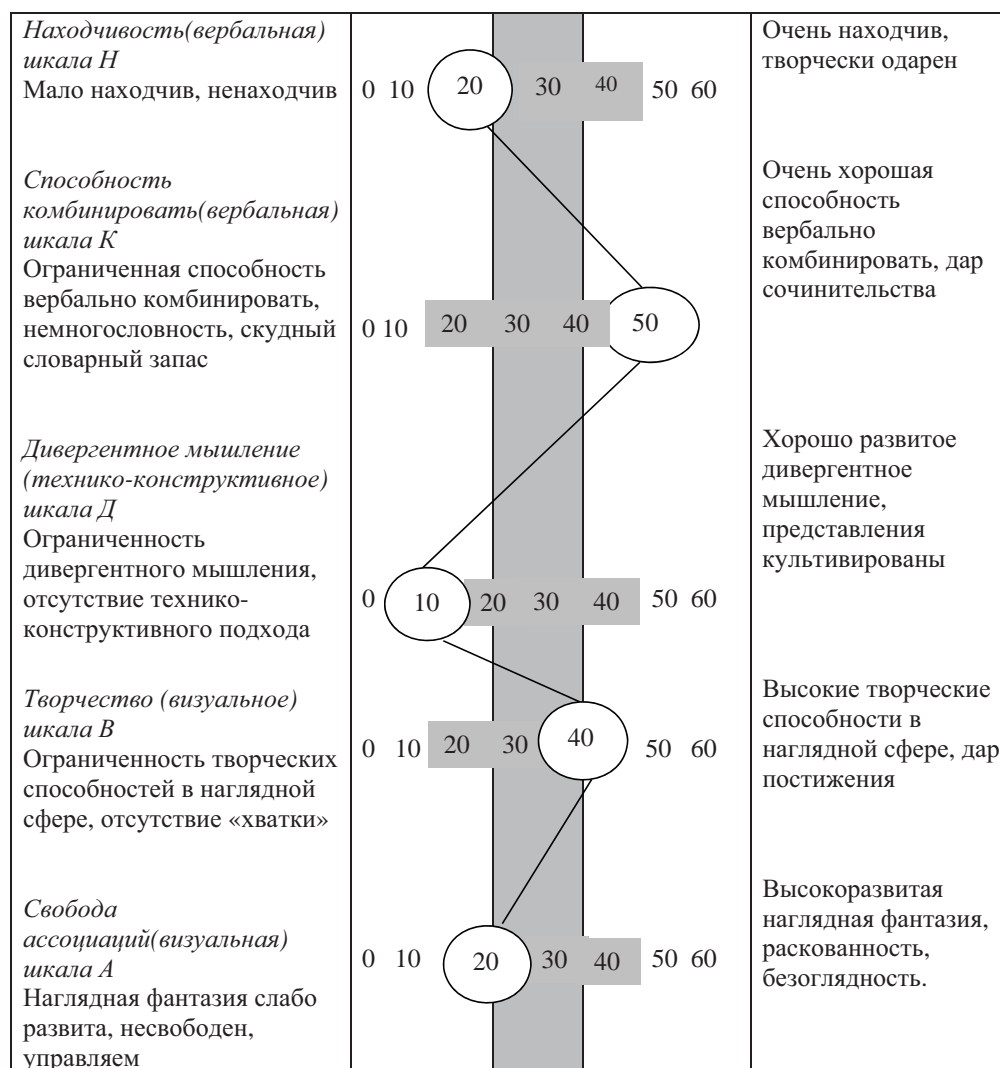 Находчивость(вербальная)
шкала Н
Мало находчив, ненаходчив
0 10 20 30 40 50 60
Очень находчив,
творчески одарен
Способность
комбинировать(вербальная)
шкала К
Ограниченная способность
вербально комбинировать,
немногословность, скудный
словарный запас
0 10 20 30 40 50
Очень хорошая
способность
вербально
комбинировать, дар
сочинительства
Дивергентное мышление
(технико-конструктивное)
шкала Д
Ограниченность
дивергентного мышления,
отсутствие технико-
конструктивного подхода
0 10 20 30 40 50 60
Хорошо развитое
дивергентное
мышление,
представления
культивированы
Творчество (визуальное)
шкала В
Ограниченность творческих
способностей в наглядной
сфере, отсутствие «хватки»
0 10 20 30 40 50 60
Высокие творческие
способности в
наглядной сфере, дар
постижения
Свобода
ассоциаций(визуальная)
шкала А
Наглядная фантазия слабо
развита, несвободен,
управляем
0 10 20 30 40 50 60
Высокоразвитая
наглядная фантазия,
раскованность,
безоглядность.